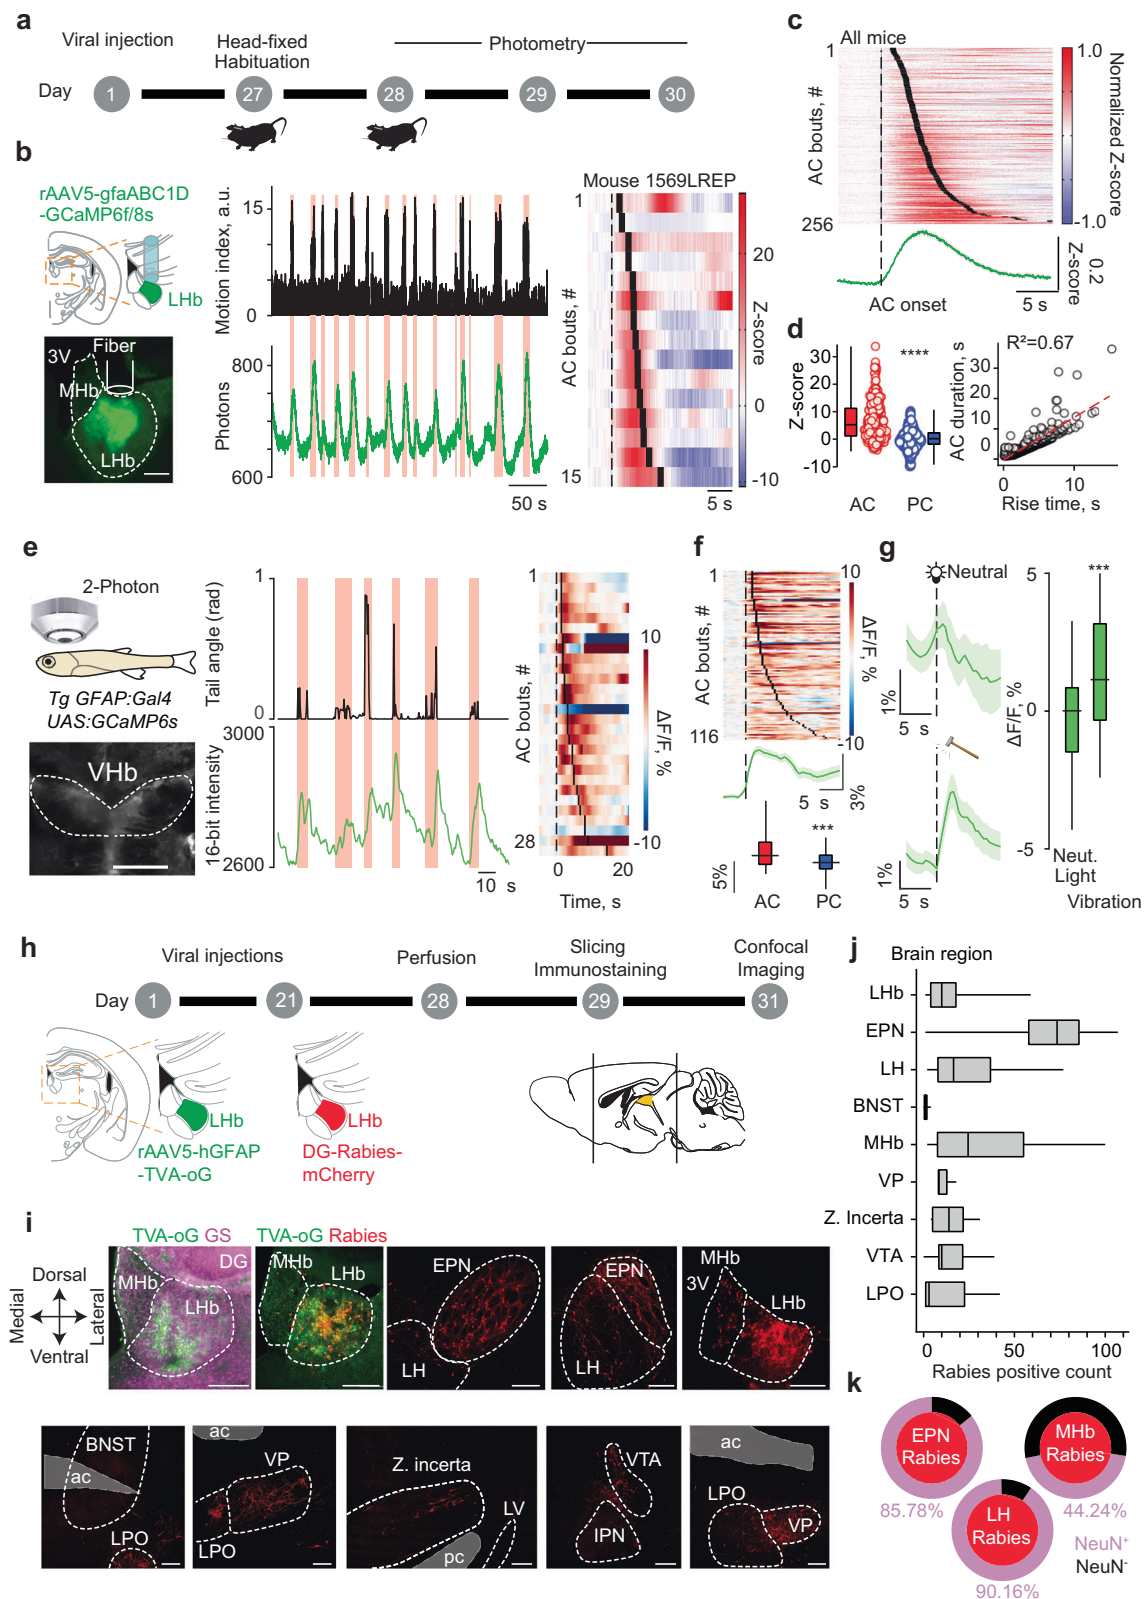 a
Viral injection
Head-fixed
Habituation
Photometry
Day
1
27
28
29
30
b
rAAV5-gfaABC1D
-GCaMP6f/8s
LHb
3V
Fiber
MHb
LHb
Motion index, a.u.
15
0
Photons
800
600
50 s
Mouse 1569LREP
AC bouts, #
1
15
5 s
Z-score
20
0
-10
c
All mice
1
AC bouts, #
256
1.0
-1.0
Normalized Z-score
AC onset
5 s
0.2
Z-score
d
Z-score
30
20
10
0
-10
****
AC
PC
R²=0.67
AC duration, s
30
20
10
0
0
10
Rise time, s
e
2-Photon
Tg GFAP:Gal4
UAS:GCaMP6s
VHb
Tail angle (rad)
1
0
16-bit intensity
3000
2600
10 s
AC bouts, #
1
28
0
20
Time, s
10
-10
ΔF/F, %
f
AC bouts, #
1
116
10
-10
ΔF/F, %
5 s
3%
5%
***
AC
PC
g
Neutral
1%
5 s
1%
5 s
ΔF/F, %
5
0
-5
***
Neut.
Light
Vibration
h
Viral injections
Perfusion
Slicing
Immunostaining
Confocal
Imaging
Day
1
21
28
29
31
LHb
rAAV5-hGFAP
-TVA-oG
LHb
DG-Rabies-
mCherry
i
Dorsal
Medial
Lateral
Ventral
TVA-oG GS
DG
MHb
LHb
TVA-oG Rabies
MHb
LHb
EPN
LH
EPN
LH
MHb
3V
LHb
BNST
ac
LPO
ac
VP
LPO
Z. incerta
LV
pc
VTA
IPN
ac
LPO
VP
j
Brain region
LHb
EPN
LH
BNST
MHb
VP
Z. Incerta
VTA
LPO
0
50
100
Rabies positive count
k
EPN
Rabies
85.78%
MHb
Rabies
44.24%
LH
Rabies
90.16%
NeuN⁺
NeuN⁻